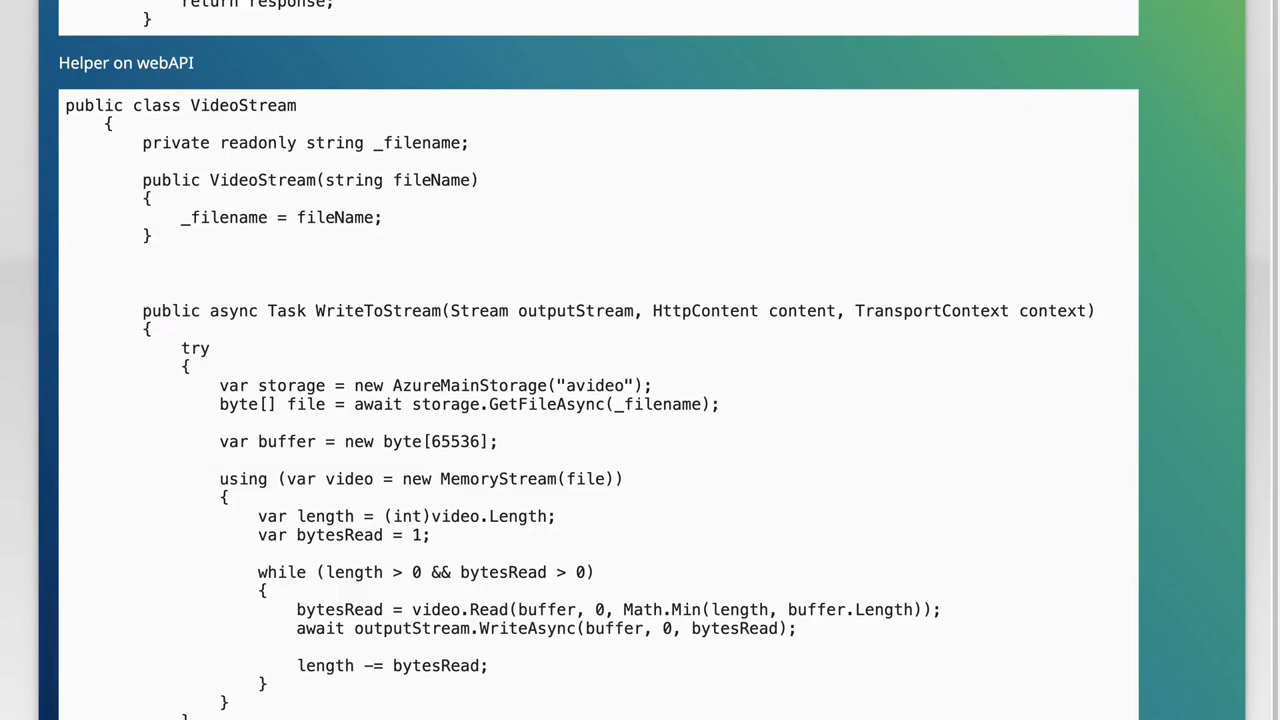 return response;
}
Helper on webAPI
public class VideoStream
{
private readonly string _filename;
public VideoStream(string fileName)
{
_filename = fileName;
}
public async Task WriteToStream(Stream outputStream, HttpContent content, TransportContext context)
{
try
{
var storage = new AzureMainStorage("avideo");
byte[] file = await storage.GetFileAsync(_filename);
var buffer = new byte[65536];
using (var video = new MemoryStream(file))
{
var length = (int)video.Length;
var bytesRead = 1;
while (length > 0 && bytesRead > 0)
{
bytesRead = video.Read(buffer, 0, Math.Min(length, buffer.Length));
await outputStream.WriteAsync(buffer, 0, bytesRead);
length -= bytesRead;
}
}
}